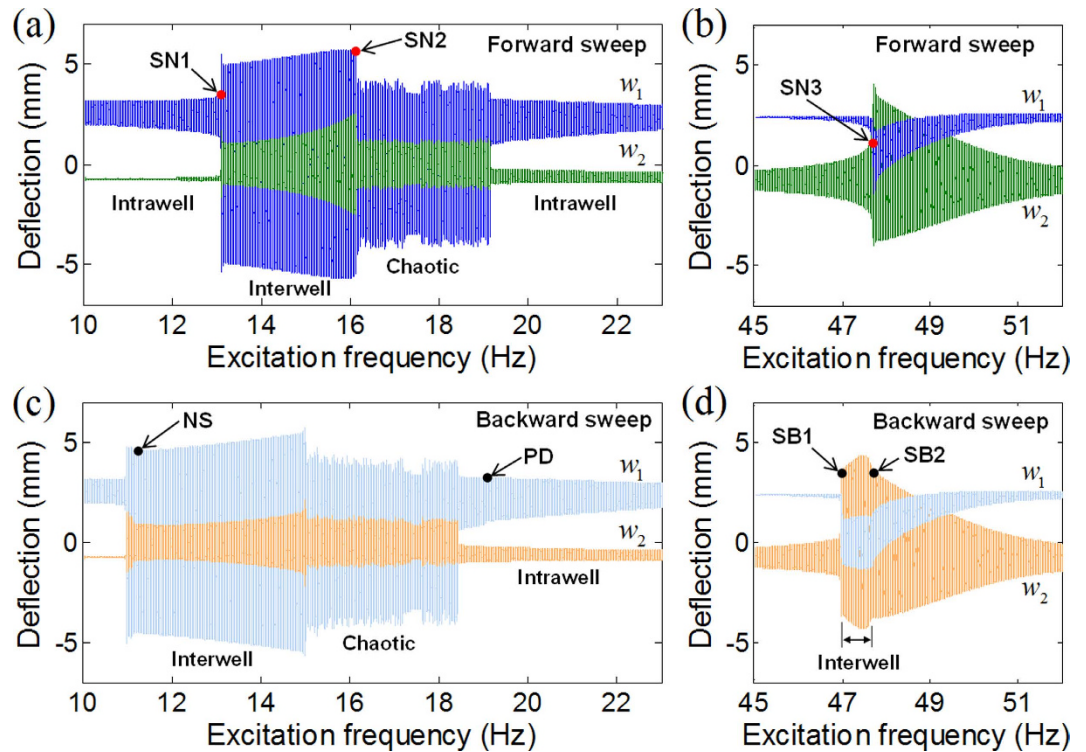 (a)
Forward sweep
SN1
SN2
w1
w2
Intrawell
Interwell
Chaotic
Intrawell
5
0
-5
Deflection (mm)
10 12 14 16 18 20 22
Excitation frequency (Hz)
(b)
Forward sweep
SN3
w1
w2
5
0
-5
Deflection (mm)
45 47 49 51
Excitation frequency (Hz)
(c)
Backward sweep
NS
PD
w1
w2
Intrawell
Interwell
Chaotic
5
0
-5
Deflection (mm)
10 12 14 16 18 20 22
Excitation frequency (Hz)
(d)
Backward sweep
SB1
SB2
w1
w2
Interwell
5
0
-5
Deflection (mm)
45 47 49 51
Excitation frequency (Hz)